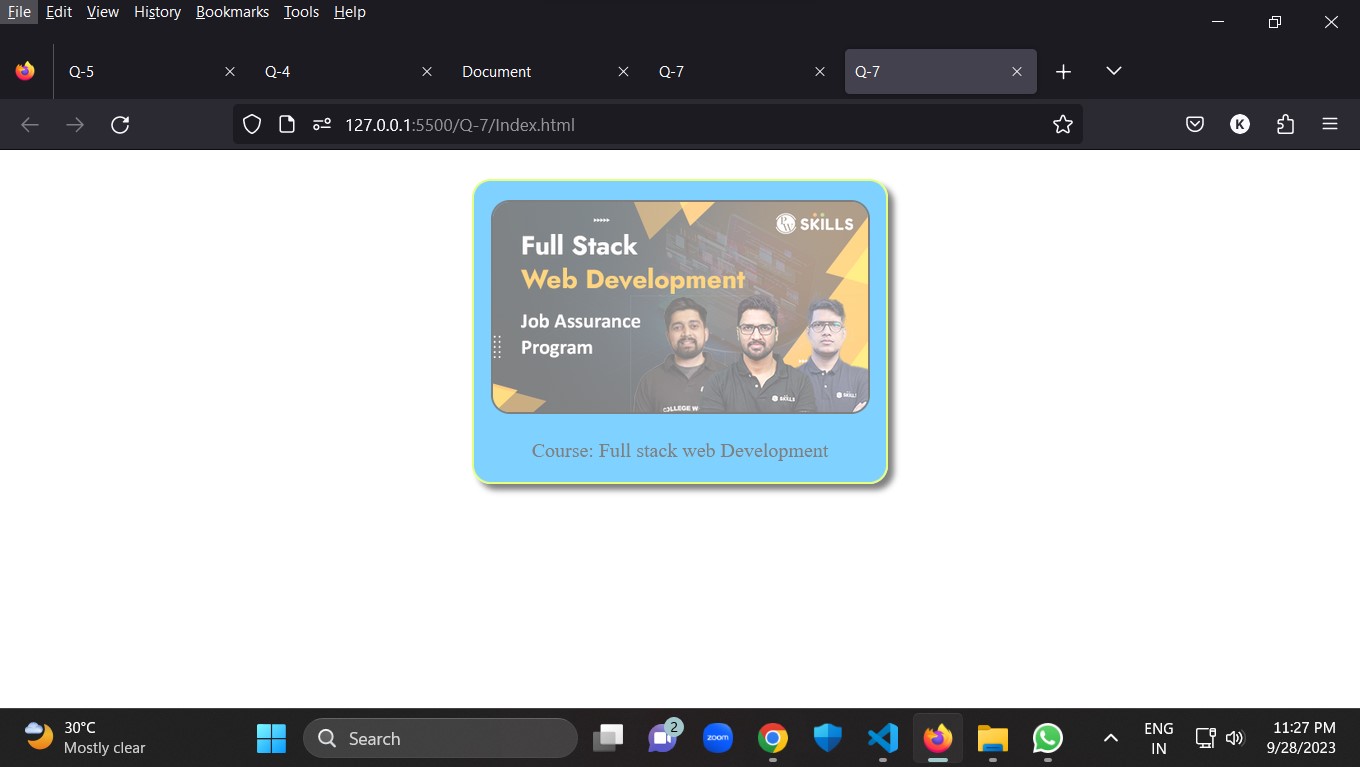 File Edit View History Bookmarks Tools Help
Q-5 Q-4 Document Q-7 Q-7
127.0.0.1:5500/Q-7/Index.html
K
PW SKILLS
Full Stack
Web Development
Job Assurance
Program
SKILLS
SKILLS
COLLEGE W
Course: Full stack web Development
30°C
Mostly clear
Search
2
zoom
ENG
IN
11:27 PM
9/28/2023